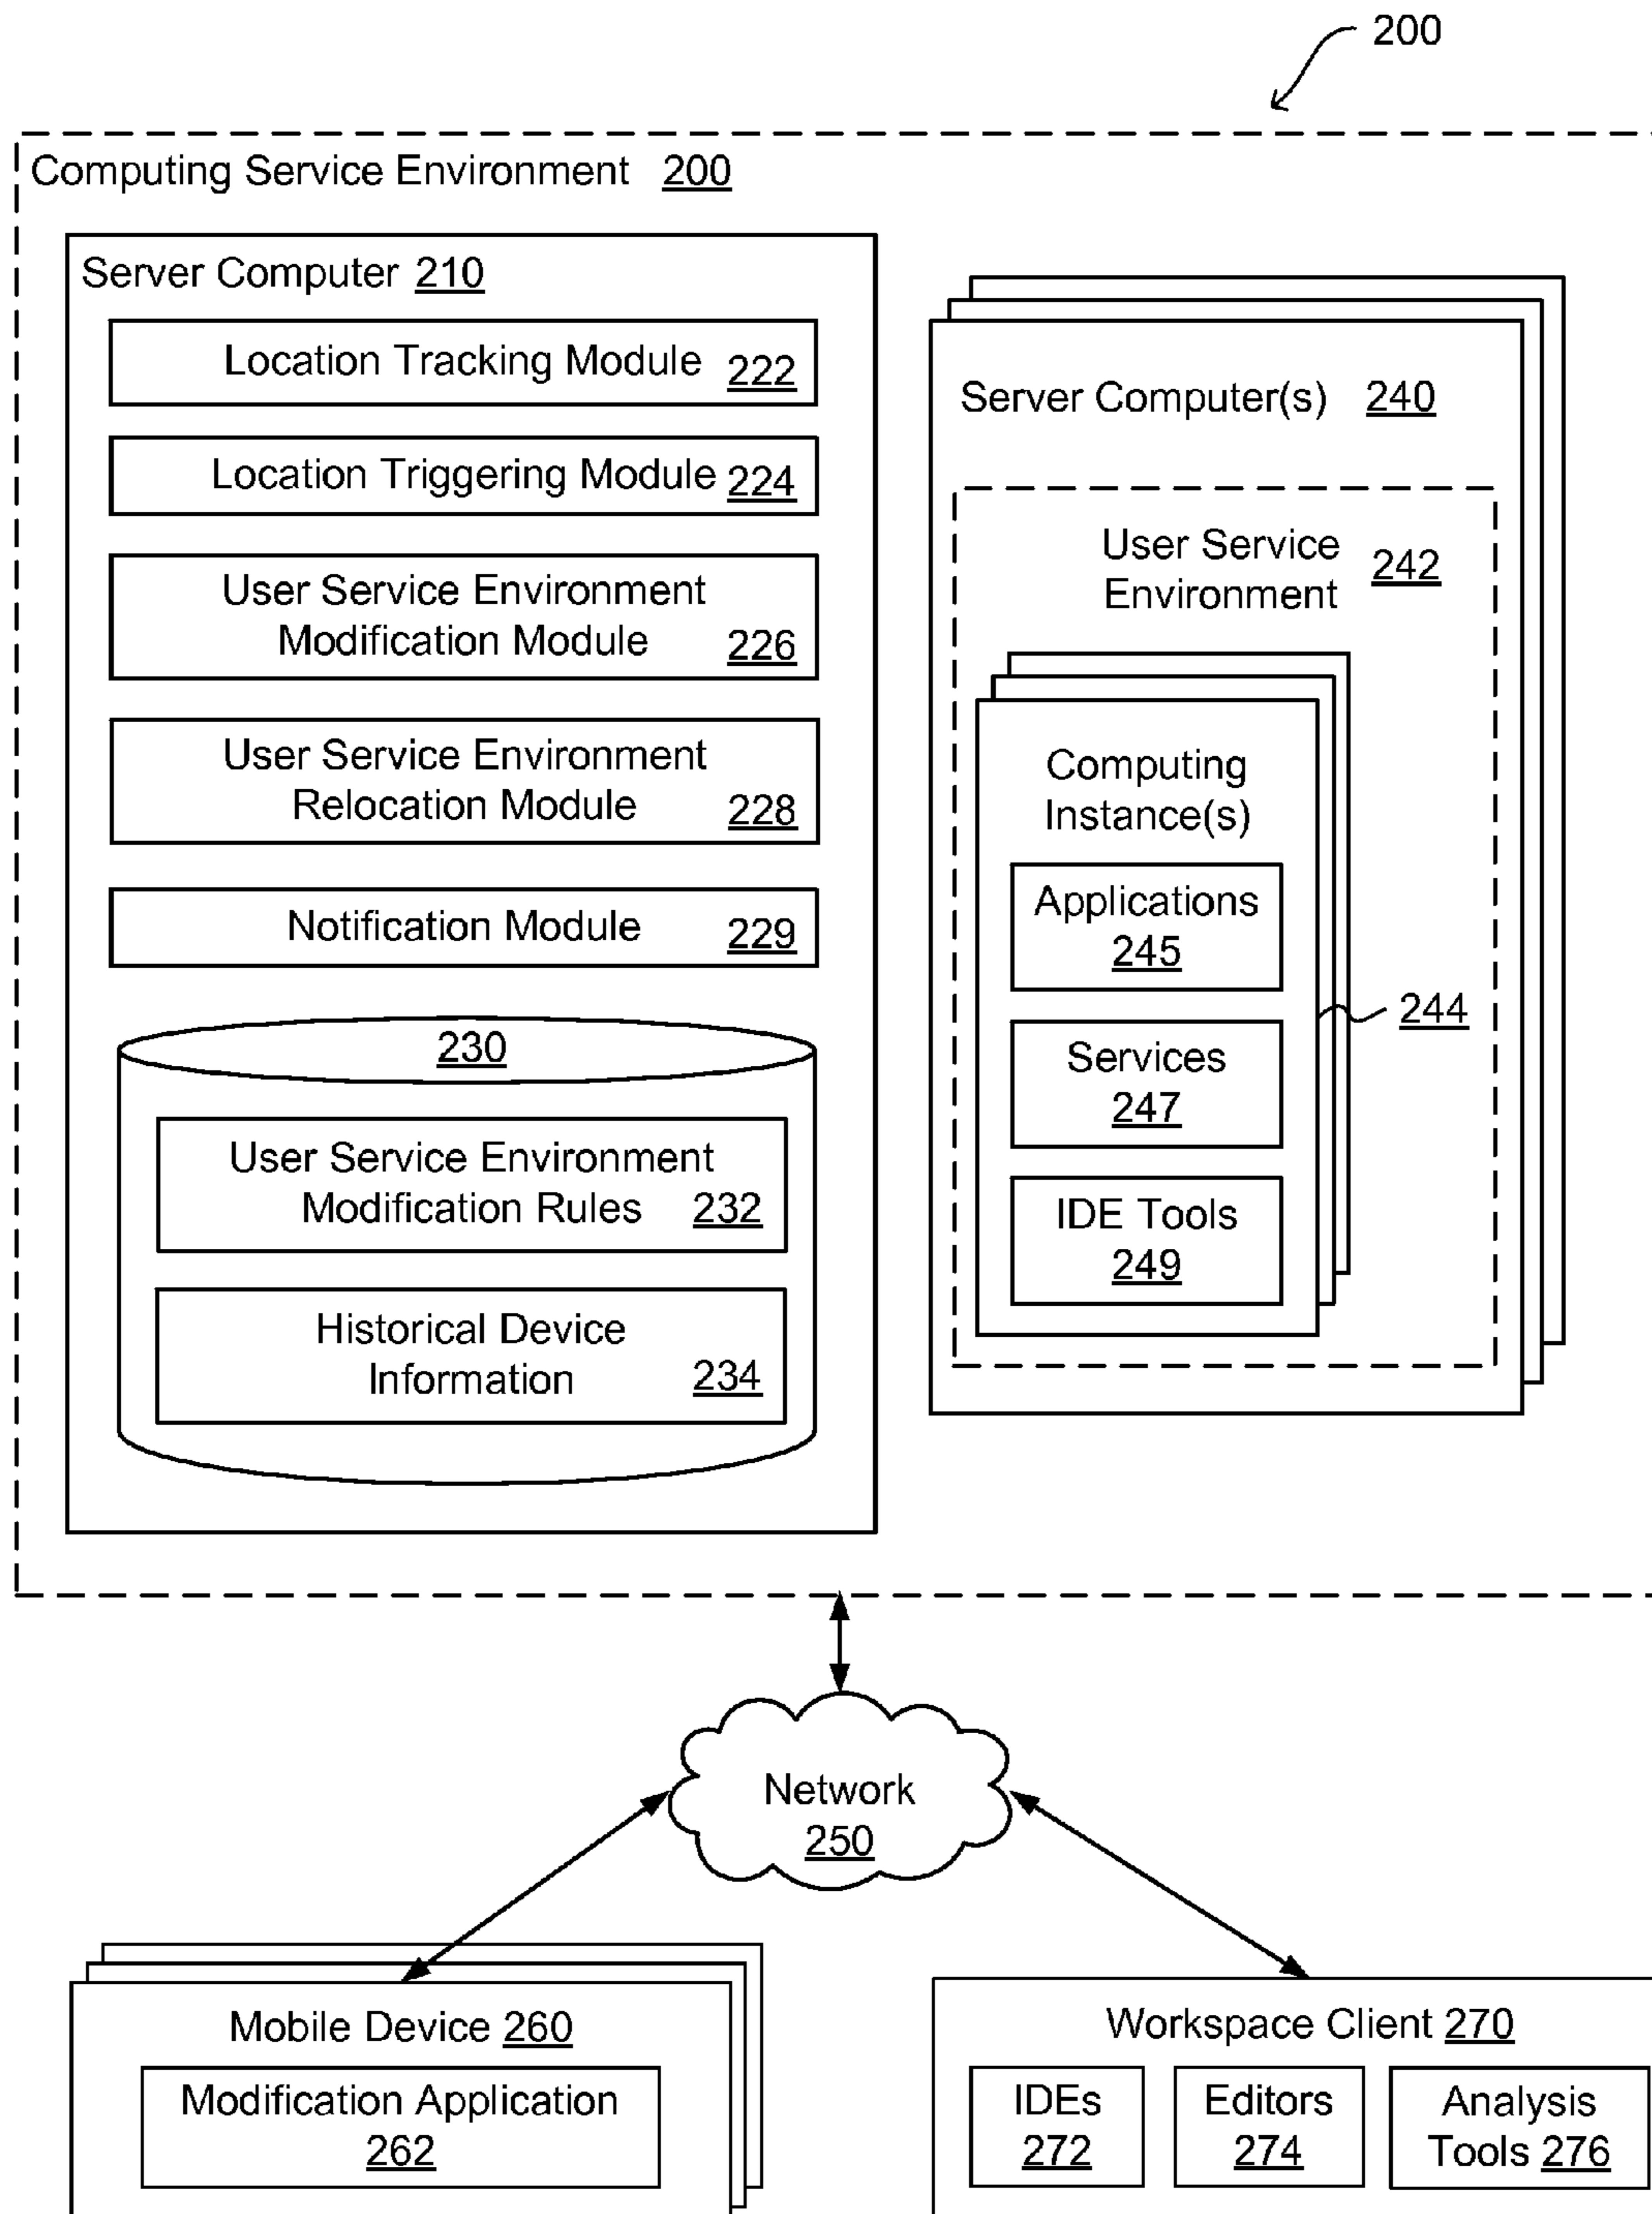 200
Computing Service Environment 200
Server Computer 210
Location Tracking Module 222
Location Triggering Module 224
User Service Environment
Modification Module 226
User Service Environment
Relocation Module 228
Notification Module 229
230
User Service Environment
Modification Rules 232
Historical Device
Information 234
Server Computer(s) 240
User Service
Environment 242
Computing
Instance(s)
Applications
245
244
Services
247
IDE Tools
249
Network
250
Mobile Device 260
Modification Application
262
Workspace Client 270
IDEs
272
Editors
274
Analysis
Tools 276